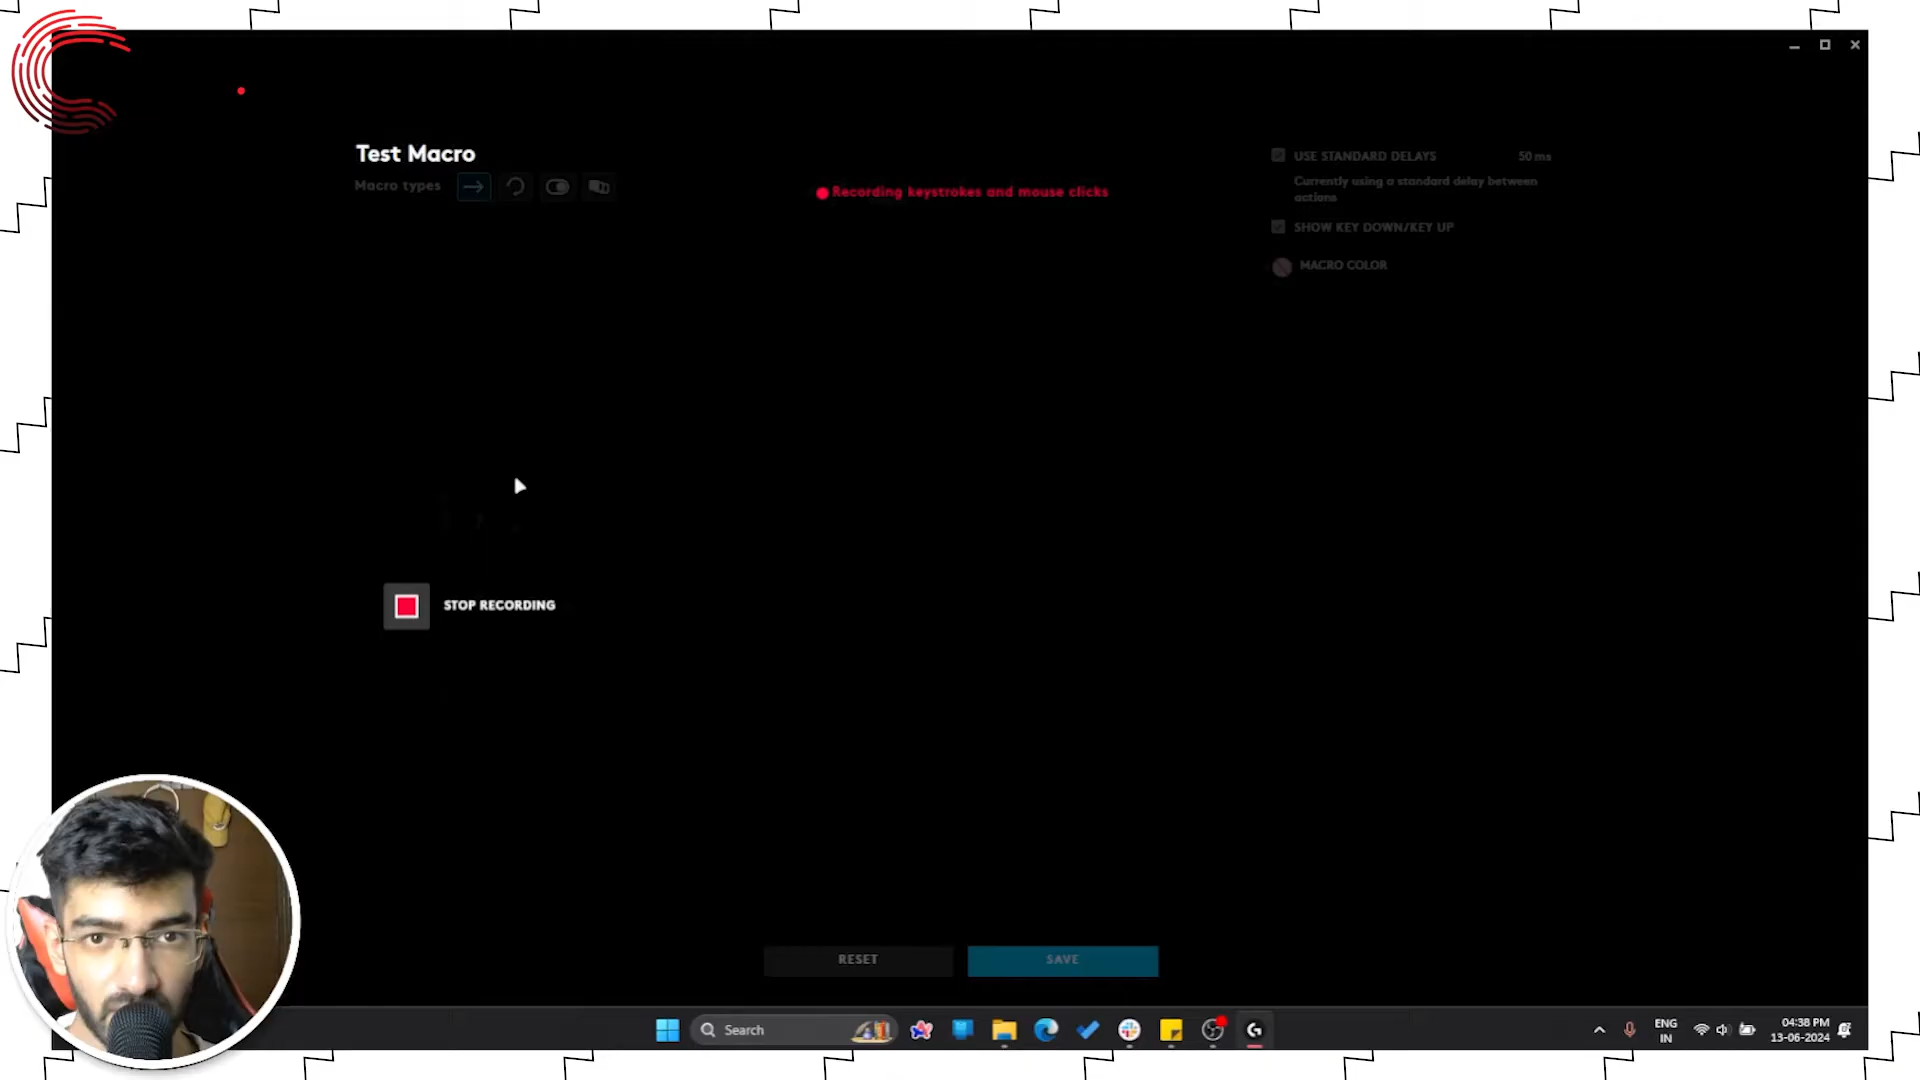 Test Macro
Macro types
Recording keystrokes and mouse clicks
USE STANDARD DELAYS 50 ms
Currently using a standard delay between
actions
SHOW KEY DOWN/KEY UP
MACRO COLOR
STOP RECORDING
RESET SAVE
Search
ENG
IN
04:38 PM
13-06-2024